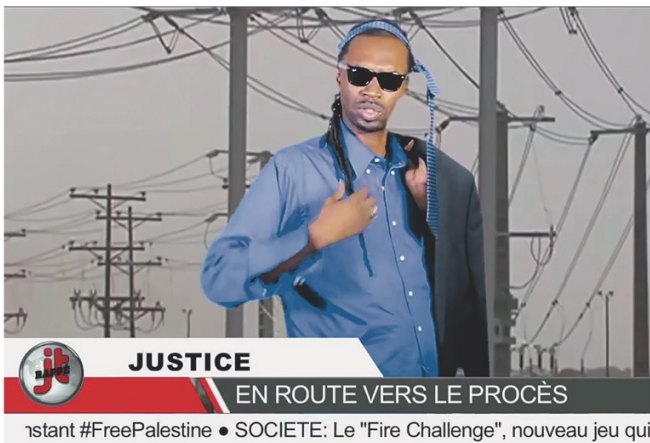 jt
RAPPÉ
JUSTICE
EN ROUTE VERS LE PROCÈS
nstant #FreePalestine ● SOCIETE: Le "Fire Challenge", nouveau jeu qui